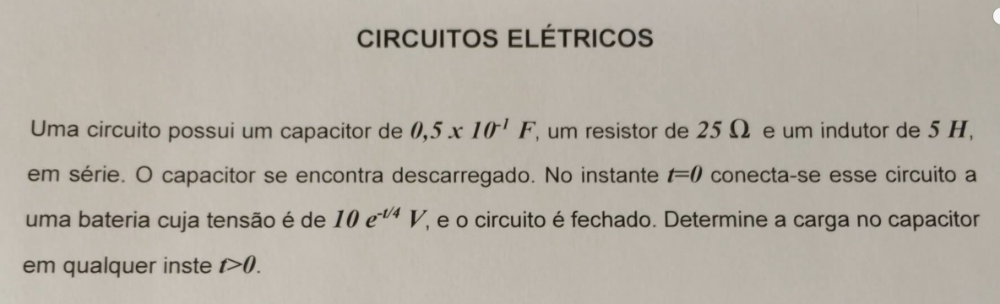 CIRCUITOS ELÉTRICOS
Uma circuito possui um capacitor de 0,5 x 10⁻¹ F, um resistor de 25 Ω e um indutor de 5 H,
em série. O capacitor se encontra descarregado. No instante t=0 conecta-se esse circuito a
uma bateria cuja tensão é de 10 e⁻ᵗ/⁴ V, e o circuito é fechado. Determine a carga no capacitor
em qualquer inste t>0.